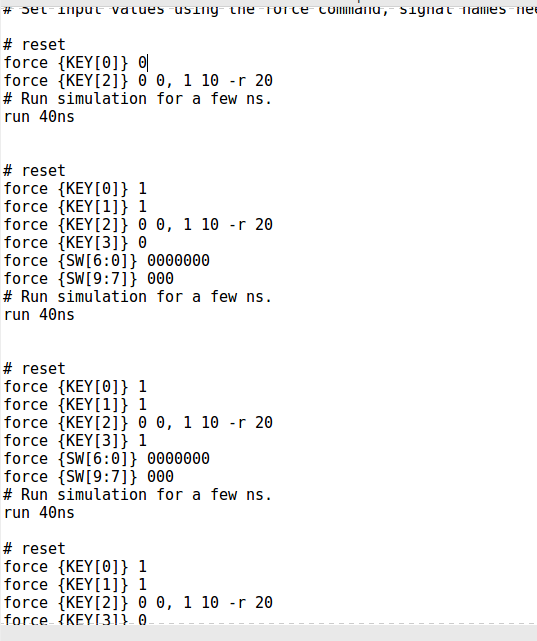 # Set input values using the force command, signal names nee
# reset
force {KEY[0]} 0
force {KEY[2]} 0 0, 1 10 -r 20
# Run simulation for a few ns.
run 40ns
# reset
force {KEY[0]} 1
force {KEY[1]} 1
force {KEY[2]} 0 0, 1 10 -r 20
force {KEY[3]} 0
force {SW[6:0]} 0000000
force {SW[9:7]} 000
# Run simulation for a few ns.
run 40ns
# reset
force {KEY[0]} 1
force {KEY[1]} 1
force {KEY[2]} 0 0, 1 10 -r 20
force {KEY[3]} 1
force {SW[6:0]} 0000000
force {SW[9:7]} 000
# Run simulation for a few ns.
run 40ns
# reset
force {KEY[0]} 1
force {KEY[1]} 1
force {KEY[2]} 0 0, 1 10 -r 20
force {KEY[3]} 0